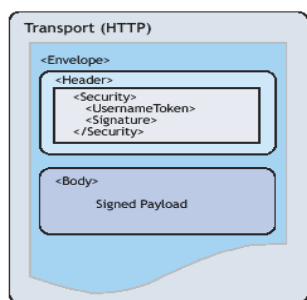 Transport (HTTP)
<Envelope>
<Header>
<Security>
<UsernameToken>
<Signature>
</Security>
<Body>
Signed Payload